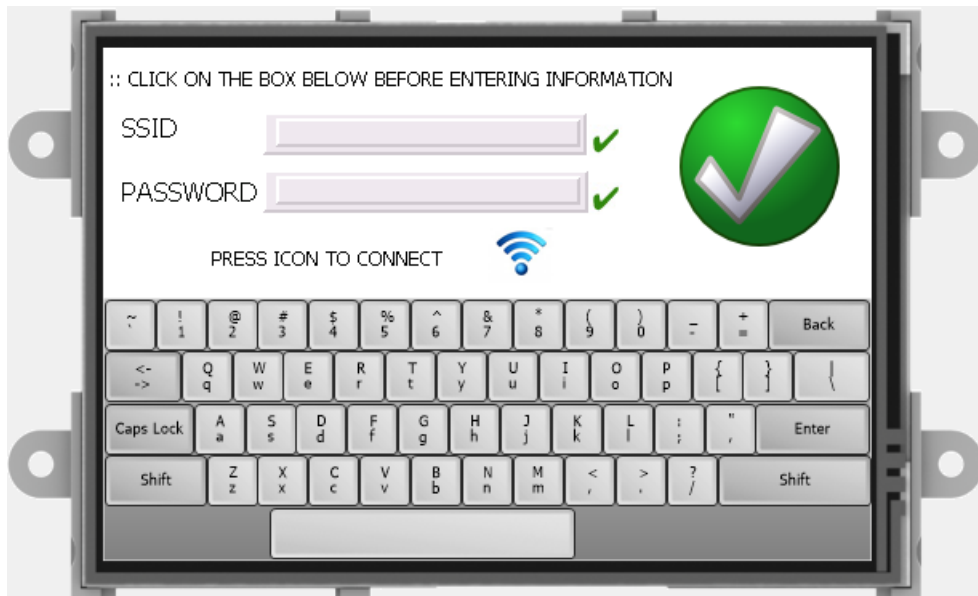 :: CLICK ON THE BOX BELOW BEFORE ENTERING INFORMATION
SSID
PASSWORD
PRESS ICON TO CONNECT
~ ! @ # $ % ^ & * ( ) _ +
` 1 2 3 4 5 6 7 8 9 0 - = Back
<- Q W E R T Y U I O P { } |
-> q w e r t y u i o p [ ] \
Caps Lock A S D F G H J K L : " Enter
a s d f g h j k l ; ,
Shift Z X C V B N M < > ? Shift
z x c v b n m , . /